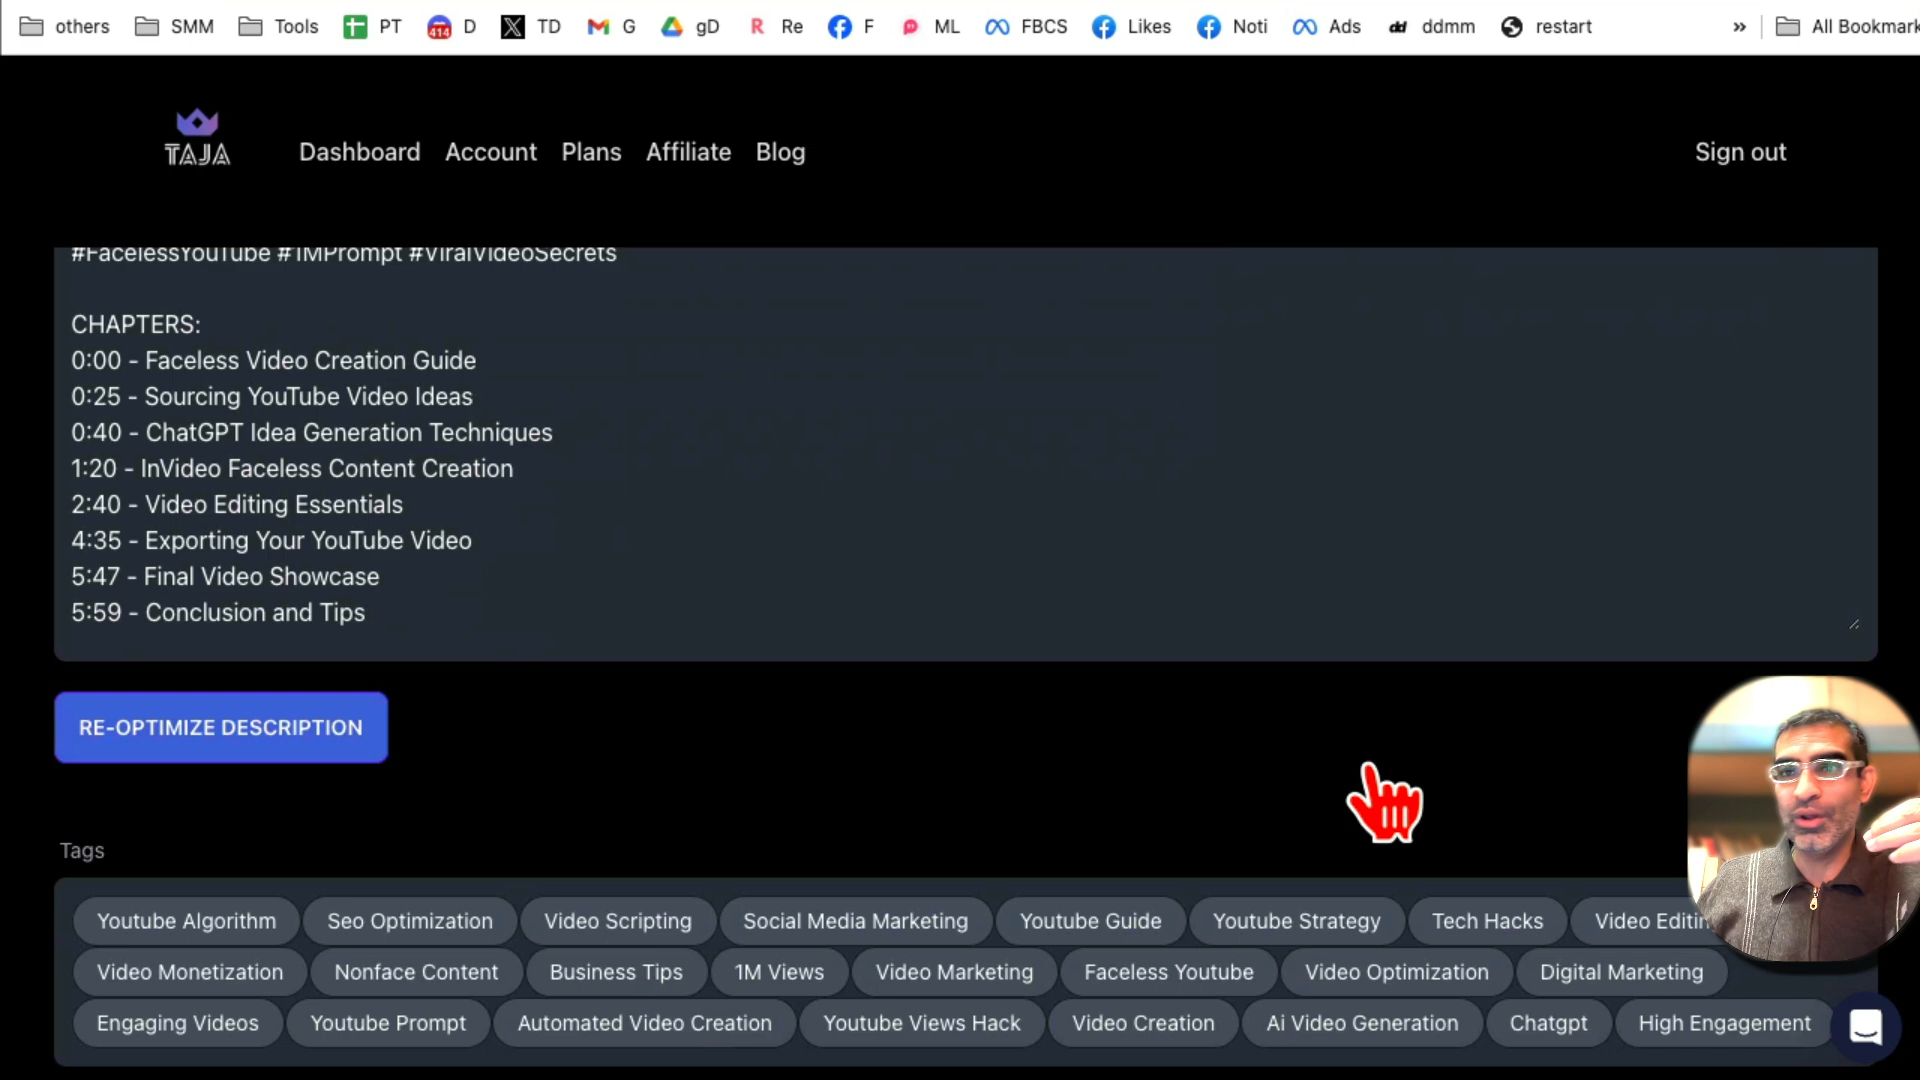 others SMM Tools PT 414 D TD G gD R Re F ML FBCS Likes Noti Ads dd ddmm restart » All Bookmark
TAJA Dashboard Account Plans Affiliate Blog Sign out
#FacelessYouTube #1MPrompt #ViralVideoSecrets
CHAPTERS:
0:00 - Faceless Video Creation Guide
0:25 - Sourcing YouTube Video Ideas
0:40 - ChatGPT Idea Generation Techniques
1:20 - InVideo Faceless Content Creation
2:40 - Video Editing Essentials
4:35 - Exporting Your YouTube Video
5:47 - Final Video Showcase
5:59 - Conclusion and Tips
RE-OPTIMIZE DESCRIPTION
Tags
Youtube Algorithm Seo Optimization Video Scripting Social Media Marketing Youtube Guide Youtube Strategy Tech Hacks Video Editin
Video Monetization Nonface Content Business Tips 1M Views Video Marketing Faceless Youtube Video Optimization Digital Marketing
Engaging Videos Youtube Prompt Automated Video Creation Youtube Views Hack Video Creation Ai Video Generation Chatgpt High Engagement